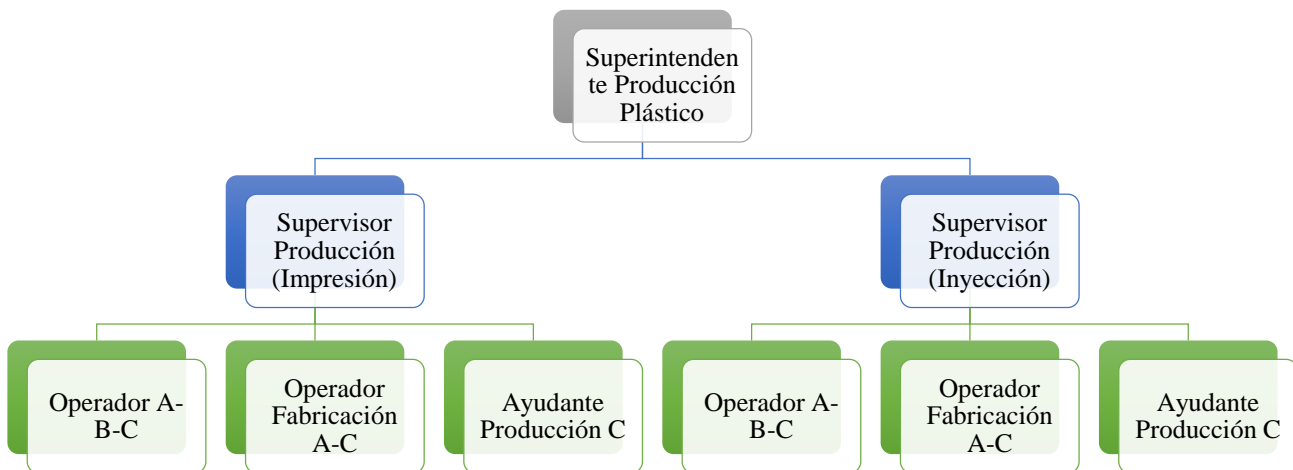 Superintenden
te Producción
Plástico
Supervisor
Producción
(Impresión)
Supervisor
Producción
(Inyección)
Operador A-
B-C
Operador
Fabricación
A-C
Ayudante
Producción C
Operador A-
B-C
Operador
Fabricación
A-C
Ayudante
Producción C